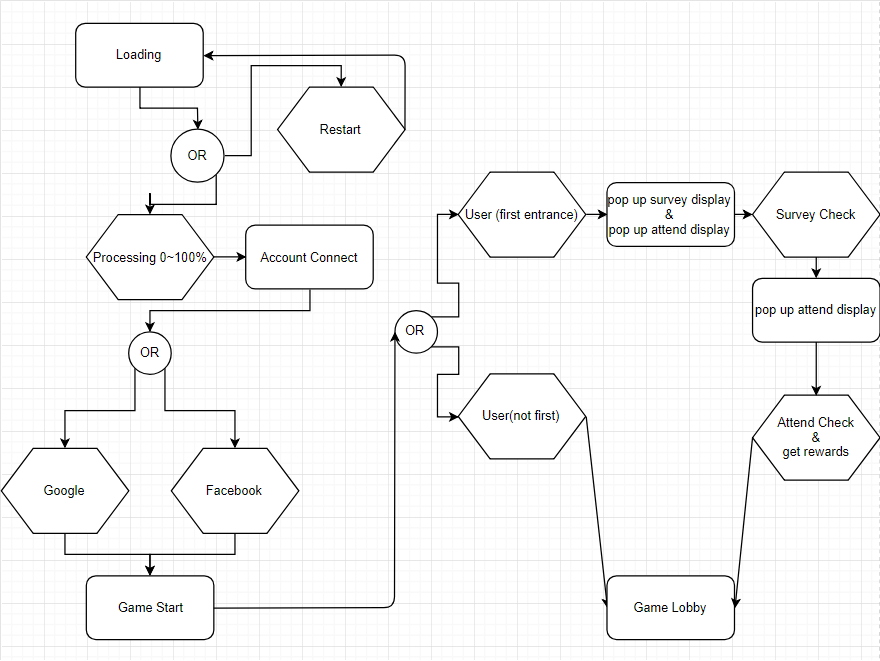 Loading
OR
Restart
Processing 0~100%
Account Connect
OR
Google
Facebook
Game Start
OR
User (first entrance)
pop up survey display
&
pop up attend display
Survey Check
pop up attend display
User(not first)
Attend Check
&
get rewards
Game Lobby